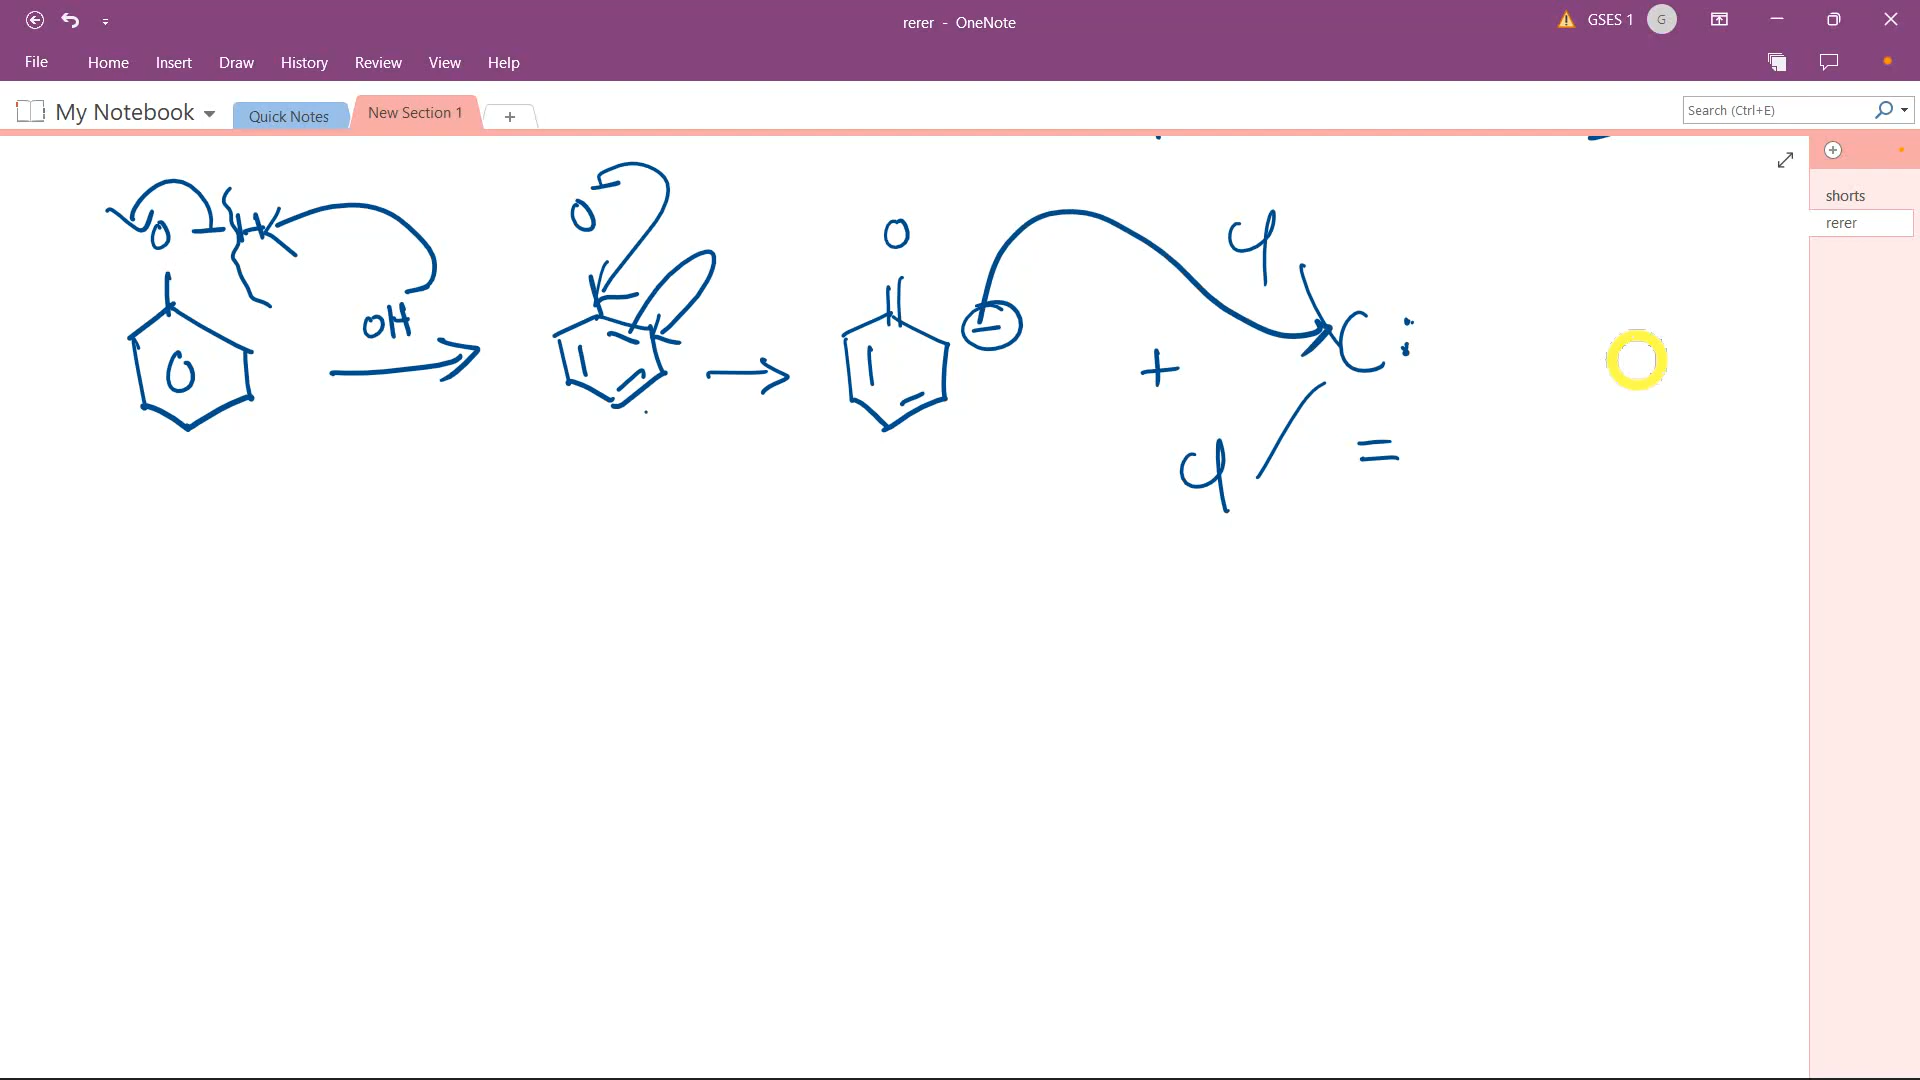 rerer - OneNote
GSES 1
G
File Home Insert Draw History Review View Help
My Notebook
Quick Notes
New Section 1
+
Search (Ctrl+E)
shorts
rerer
O
O
O
Cl
OH
C:
+
Cl
=